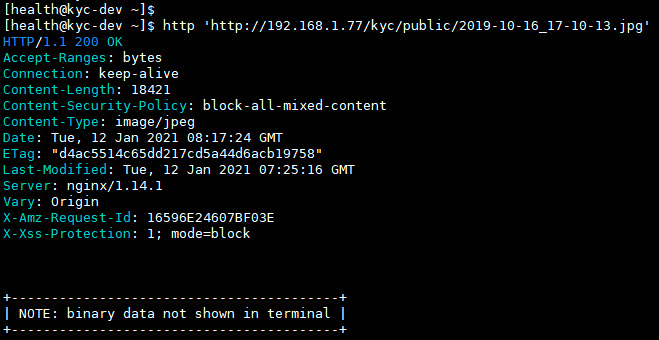 [health@kyc-dev ~]$
[health@kyc-dev ~]$ http 'http://192.168.1.77/kyc/public/2019-10-16_17-10-13.jpg'
HTTP/1.1 200 OK
Accept-Ranges: bytes
Connection: keep-alive
Content-Length: 18421
Content-Security-Policy: block-all-mixed-content
Content-Type: image/jpeg
Date: Tue, 12 Jan 2021 08:17:24 GMT
ETag: "d4ac5514c65dd217cd5a44d6acb19758"
Last-Modified: Tue, 12 Jan 2021 07:25:16 GMT
Server: nginx/1.14.1
Vary: Origin
X-Amz-Request-Id: 16596E24607BF03E
X-Xss-Protection: 1; mode=block
+-----------------------------------------+
| NOTE: binary data not shown in terminal |
+-----------------------------------------+